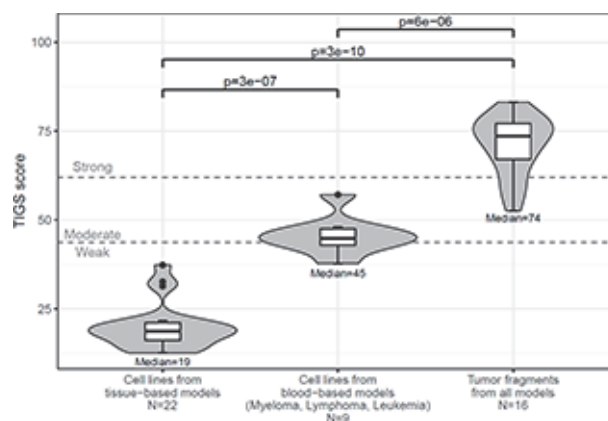 p=6e−06
100
p=3e−10
p=3e−07
75
TIGS score
Strong
Median=74
50
Moderate
Weak
Median=45
25
Median=19
Cell lines from
tissue-based models
N=22
Cell lines from
blood-based models
(Myeloma, Lymphoma, Leukemia)
N=9
Tumor fragments
from all models
N=16